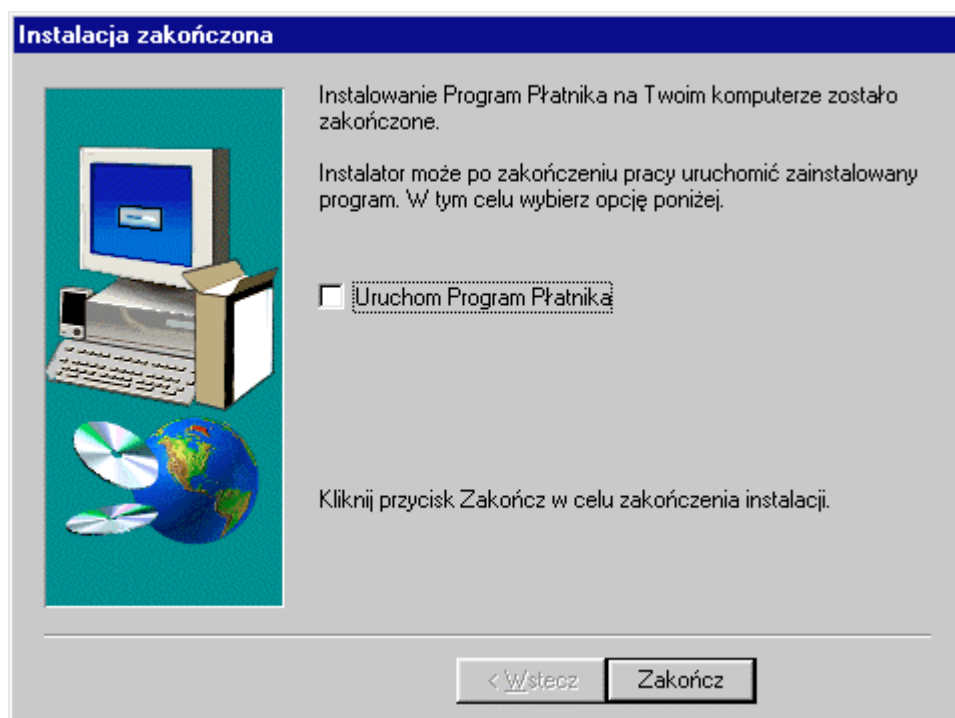 Instalacja zakończona
Instalowanie Program Płatnika na Twoim komputerze zostało
zakończone.
Instalator może po zakończeniu pracy uruchomić zainstalowany
program. W tym celu wybierz opcję poniżej.
Uruchom Program Płatnika
Kliknij przycisk Zakończ w celu zakończenia instalacji.
< Wstecz
Zakończ